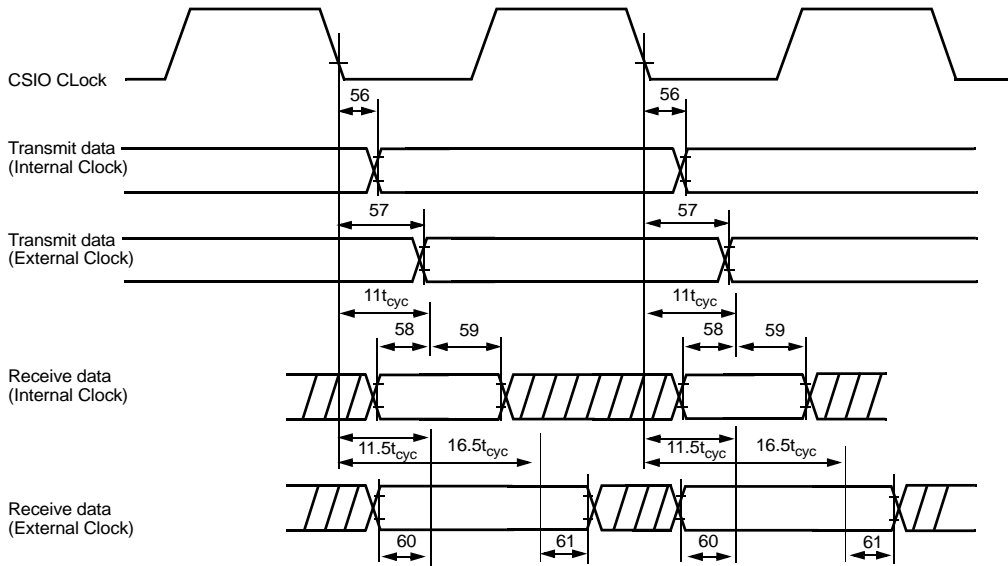 CSIO CLock
56
56
Transmit data
(Internal Clock)
57
57
Transmit data
(External Clock)
11tcyc
11tcyc
58
59
58
59
Receive data
(Internal Clock)
11.5tcyc
16.5tcyc
11.5tcyc
16.5tcyc
Receive data
(External Clock)
60
61
60
61